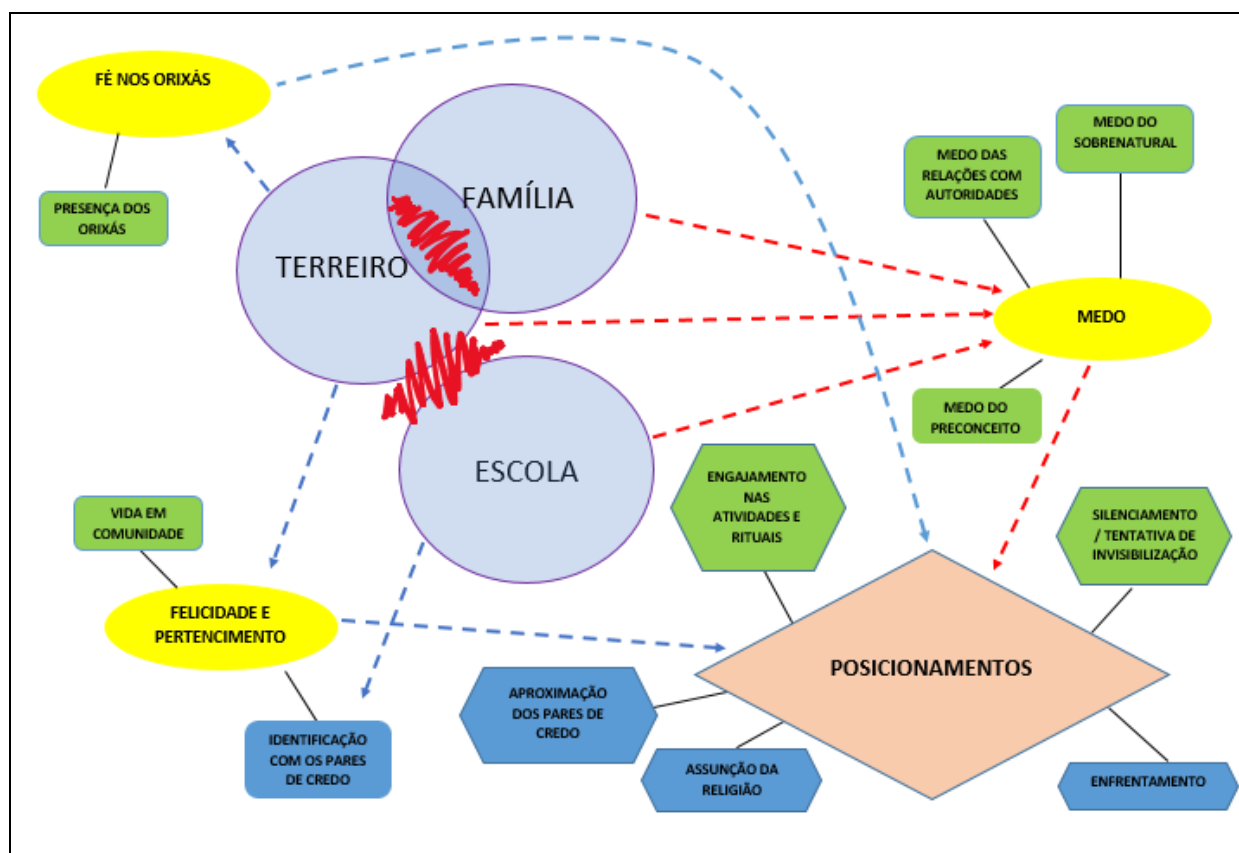 FÉ NOS ORIXÁS
PRESENÇA DOS
ORIXÁS
FAMÍLIA
TERREIRO
ESCOLA
MEDO DAS
RELAÇÕES COM
AUTORIDADES
MEDO DO
SOBRENATURAL
MEDO
MEDO DO
PRECONCEITO
VIDA EM
COMUNIDADE
FELICIDADE E
PERTENCIMENTO
IDENTIFICAÇÃO
COM OS PARES
DE CREDO
ENGAJAMENTO
NAS
ATIVIDADES E
RITUAIS
SILENCIAMENTO
/ TENTATIVA DE
INVISIBILIZAÇÃO
POSICIONAMENTOS
APROXIMAÇÃO
DOS PARES DE
CREDO
ASSUNÇÃO DA
RELIGIÃO
ENFRENTAMENTO